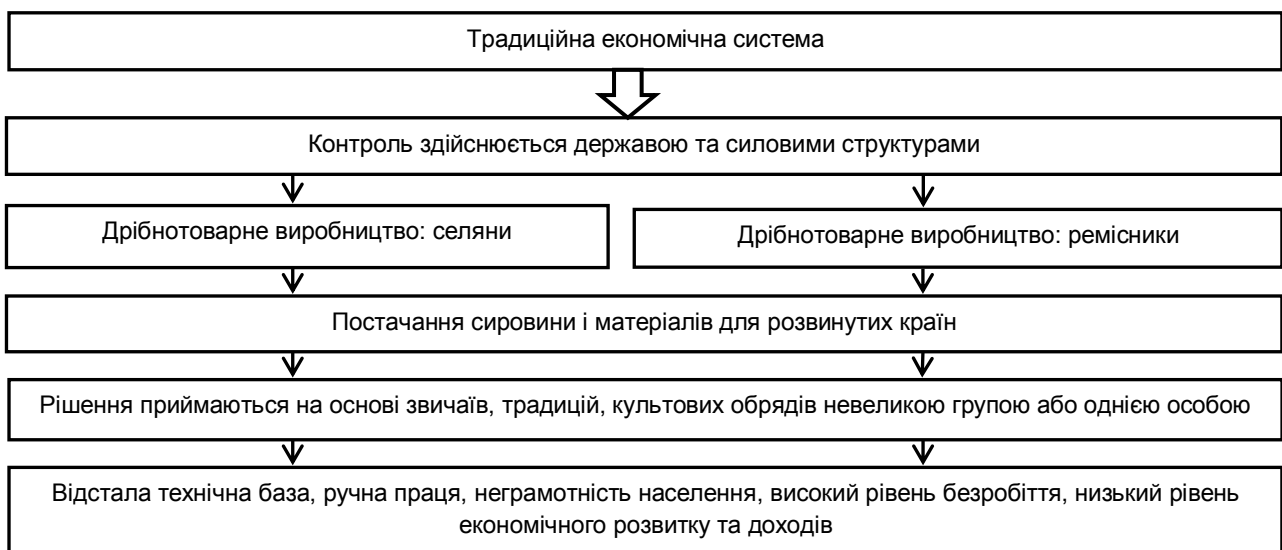 Традиційна економічна система
Контроль здійснюється державою та силовими структурами
Дрібнотоварне виробництво: селяни
Дрібнотоварне виробництво: ремісники
Постачання сировини і матеріалів для розвинутих країн
Рішення приймаються на основі звичаїв, традицій, культових обрядів невеликою групою або однією особою
Відстала технічна база, ручна праця, неграмотність населення, високий рівень безробіття, низький рівень
економічного розвитку та доходів